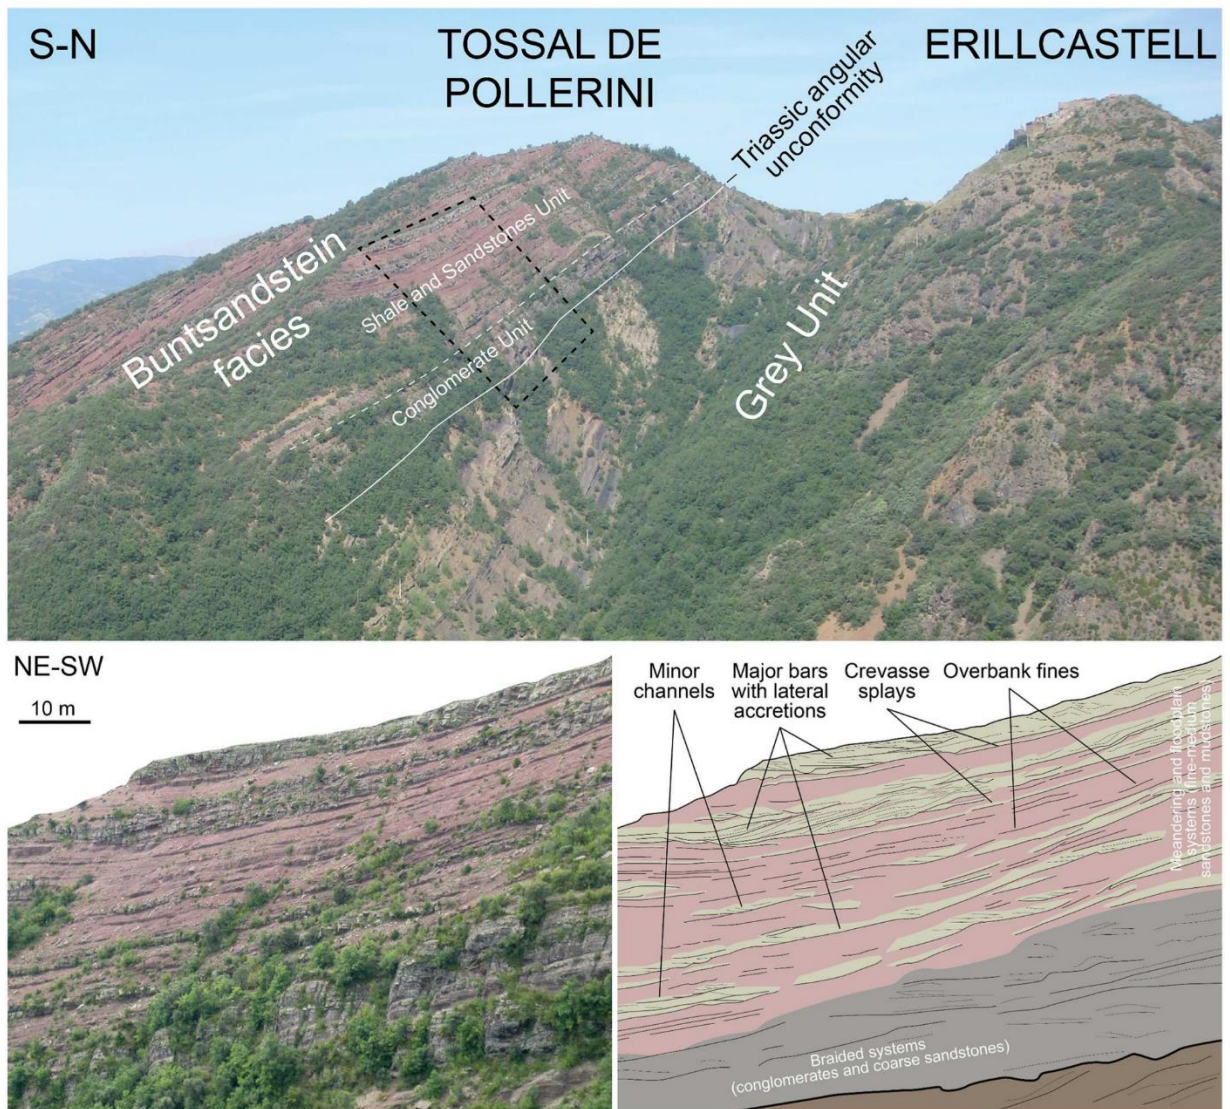 S-N
TOSSAL DE
POLLERINI
ERILLCASTELL
Triassic angular
unconformity
Buntsandstein
facies
Shale and Sandstones Unit
Conglomerate Unit
Grey Unit
NE-SW
10 m
Minor
channels
Major bars
with lateral
accretions
Crevasse
splays
Overbank fines
Meandering and floodplain
systems (fine-medium
sandstones and mudstones)
Braided systems
(conglomerates and coarse sandstones)